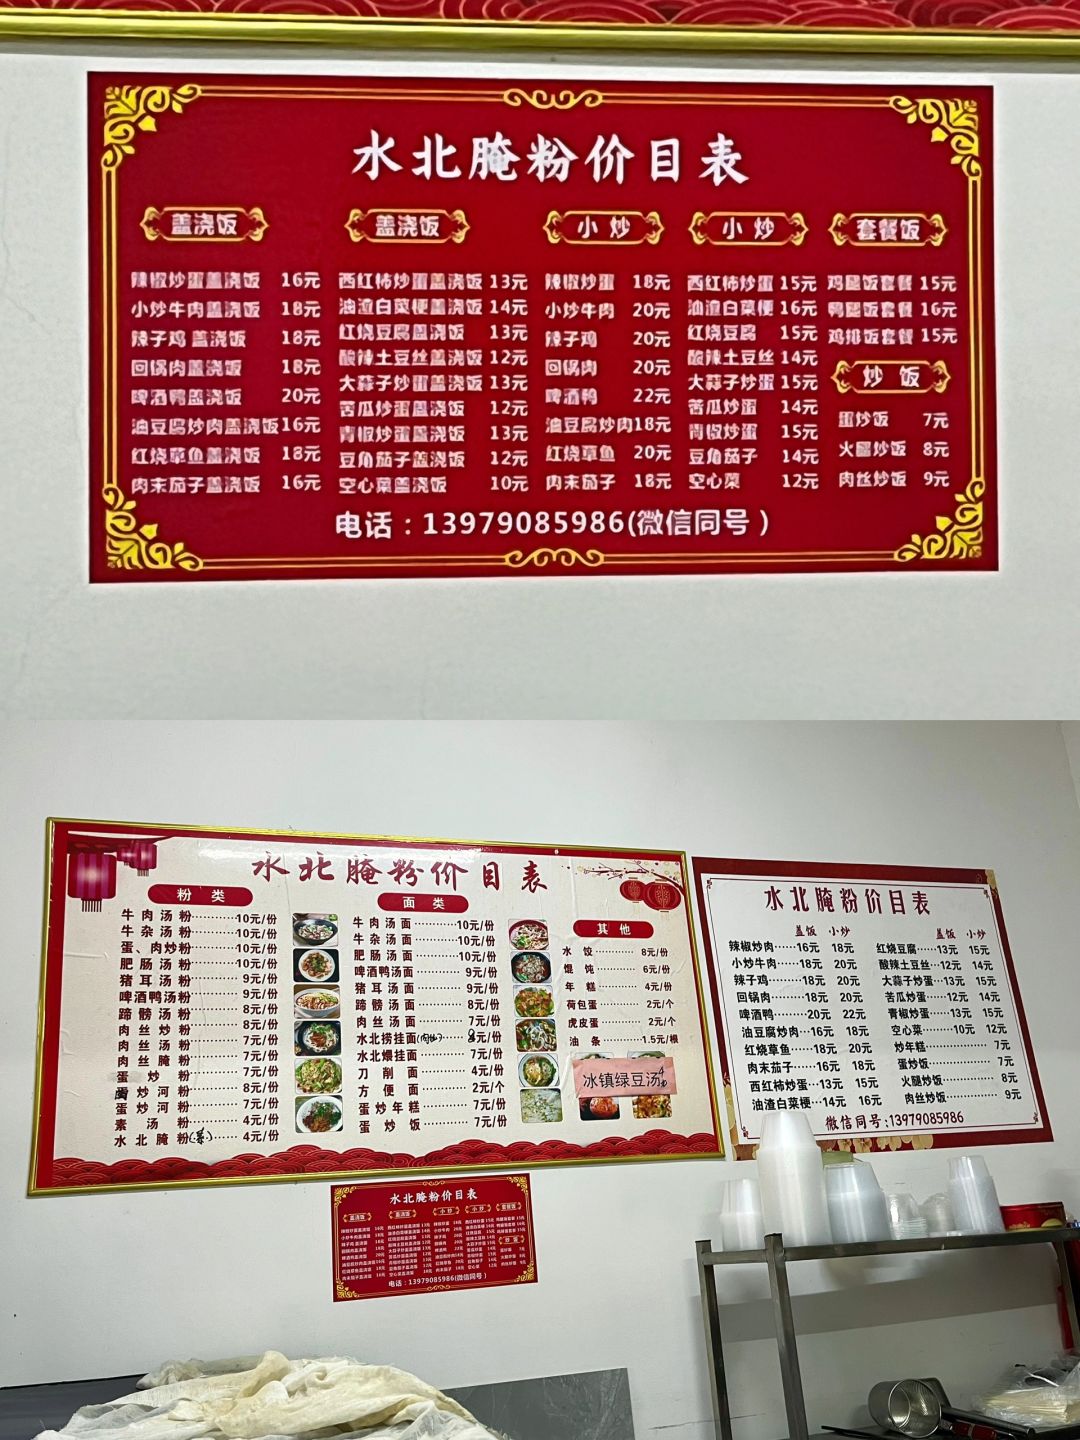 水北腌粉价目表
盖浇饭 盖浇饭 小炒 小炒 套餐饭
辣椒炒蛋盖浇饭 16元 西红柿炒蛋盖浇饭 13元 辣椒炒蛋 18元 西红柿炒蛋 15元 鸡腿饭套餐 15元
小炒牛肉盖浇饭 18元 油渣白菜梗盖浇饭 14元 小炒牛肉 20元 油渣白菜梗 16元 鸭腿饭套餐 16元
辣子鸡盖浇饭 18元 红烧豆腐盖浇饭 13元 辣子鸡 20元 红烧豆腐 15元 鸡排饭套餐 15元
回锅肉盖浇饭 18元 酸辣土豆丝盖浇饭 12元 回锅肉 20元 酸辣土豆丝 14元
炒饭
啤酒鸭盖浇饭 20元 大蒜子炒蛋盖浇饭 13元 啤酒鸭 22元 大蒜子炒蛋 15元
油豆腐炒肉盖浇饭 16元 苦瓜炒蛋盖浇饭 12元 油豆腐炒肉 18元 苦瓜炒蛋 14元 蛋炒饭 7元
红烧草鱼盖浇饭 18元 青椒炒蛋盖浇饭 13元 红烧草鱼 20元 青椒炒蛋 15元 火腿炒饭 8元
肉末茄子盖浇饭 16元 豆角茄子盖浇饭 12元 肉末茄子 18元 豆角茄子 14元 肉丝炒饭 9元
空心菜盖浇饭 10元 空心菜 12元
电话：13979085986(微信同号)
水北腌粉价目表
粉类
牛肉汤粉………10元/份
牛杂汤粉………10元/份
蛋、肉炒粉………10元/份
肥肠汤粉………10元/份
猪耳汤粉………9元/份
啤酒鸭汤粉………9元/份
蹄髈汤粉………8元/份
肉丝炒粉………8元/份
肉丝汤粉………7元/份
肉丝腌粉………7元/份
蛋炒粉………7元/份
蛋炒河粉………8元/份
蛋炒河粉………7元/份
素汤粉………4元/份
水北腌粉(素)………4元/份
面类
牛肉汤面………10元/份
牛杂汤面………10元/份
肥肠汤面………10元/份
啤酒鸭汤面………9元/份
猪耳汤面………9元/份
蹄髈汤面………8元/份
肉丝汤面………7元/份
水北捞挂面………元/份
水北煨挂面………7元/份
刀削面………4元/份
方便面………2元/个
蛋炒年糕………7元/份
蛋炒饭………7元/份
其他
水饺………8元/份
馄饨………6元/份
年糕………4元/份
荷包蛋………2元/个
虎皮蛋………2元/个
油条………1.5元/根
冰镇绿豆汤
水北腌粉价目表
盖饭 小炒 盖饭 小炒
辣椒炒肉……16元 18元 红烧豆腐……13元 15元
小炒牛肉……18元 20元 酸辣土豆丝…12元 14元
辣子鸡………18元 20元 大蒜子炒蛋…13元 15元
回锅肉………18元 20元 苦瓜炒蛋……12元 14元
啤酒鸭………20元 22元 青椒炒蛋……13元 15元
油豆腐炒肉…16元 18元 空心菜………10元 12元
红烧草鱼……18元 20元 炒年糕………7元
肉末茄子……16元 18元 蛋炒饭………7元
西红柿炒蛋…13元 15元 火腿炒饭………8元
油渣白菜梗…14元 16元 肉丝炒饭………9元
微信同号:13979085986
水北腌粉价目表
盖浇饭 盖浇饭 小炒 小炒 套餐饭
炒饭
电话：13979085986(微信同号)